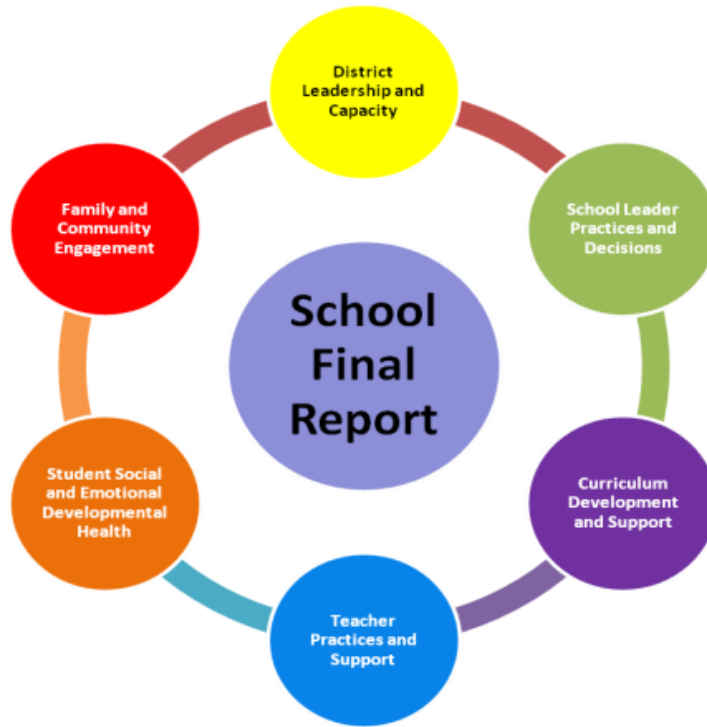 District
Leadership and
Capacity
School Leader
Practices and
Decisions
Curriculum
Development
and Support
Teacher
Practices and
Support
Student Social
and Emotional
Developmental
Health
Family and
Community
Engagement
School
Final
Report